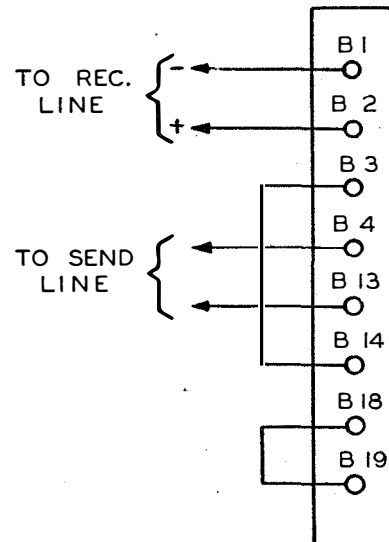 TO REC.
LINE
-
+
TO SEND
LINE
B 1
B 2
B 3
B 4
B 13
B 14
B 18
B 19